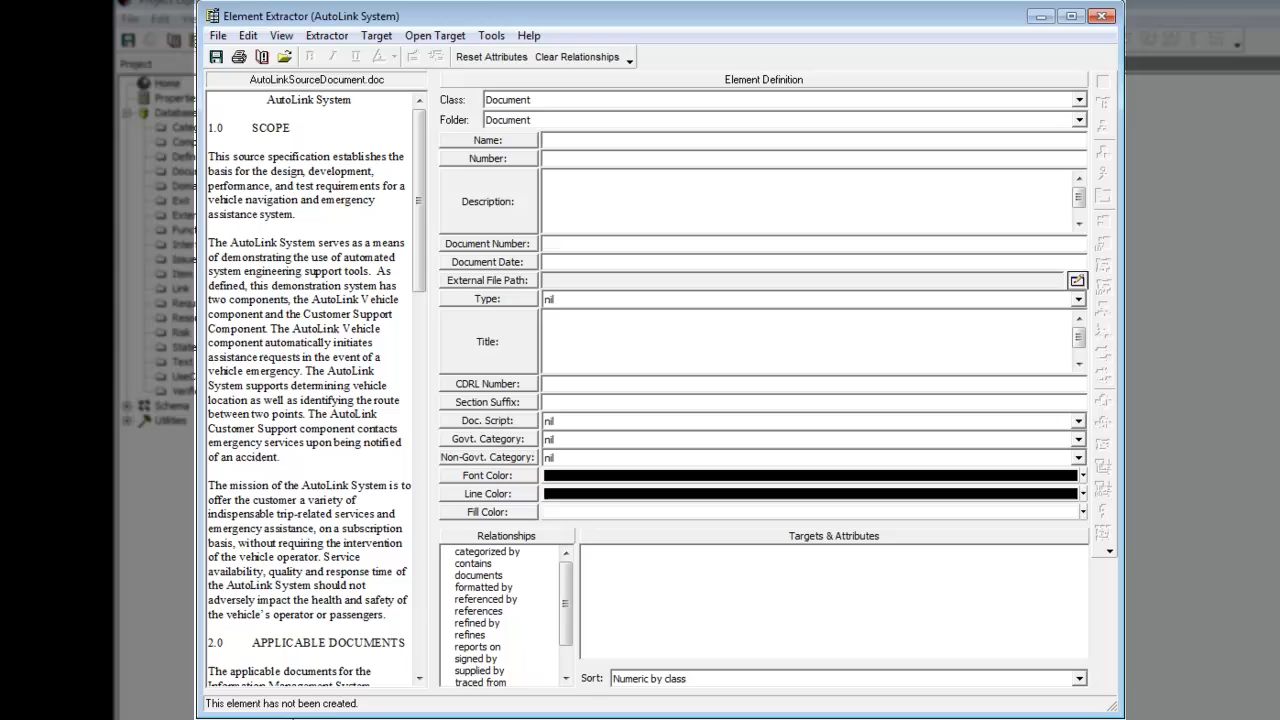 Element Extractor (AutoLink System)
File Edit View Extractor Target Open Target Tools Help
Reset Attributes Clear Relationships
Project
Home
AutoLinkSourceDocument.doc
AutoLink System
1.0 SCOPE
This source specification establishes the
basis for the design, development,
performance, and test requirements for a
vehicle navigation and emergency
assistance system.
The AutoLink System serves as a means
of demonstrating the use of automated
system engineering support tools. As
defined, this demonstration system has
two components, the AutoLink Vehicle
component and the Customer Support
Component. The AutoLink Vehicle
component automatically initiates
assistance requests in the event of a
vehicle emergency. The AutoLink
System supports determining vehicle
location as well as identifying the route
between two points. The AutoLink
Customer Support component contacts
emergency services upon being notified
of an accident.
The mission of the AutoLink System is to
offer the customer a variety of
indispensable trip-related services and
emergency assistance, on a subscription
basis, without requiring the intervention
of the vehicle operator. Service
availability, quality and response time of
the AutoLink System should not
adversely impact the health and safety of
the vehicle's operator or passengers.
2.0 APPLICABLE DOCUMENTS
The applicable documents for the
Information Management System
Element Definition
Class: Document
Folder: Document
Name:
Number:
Description:
Document Number:
Document Date:
External File Path:
Type: nil
Title:
CDRL Number:
Section Suffix:
Doc. Script: nil
Govt. Category: nil
Non-Govt. Category: nil
Font Color:
Line Color:
Fill Color:
Relationships
categorized by
contains
documents
formatted by
referenced by
references
refined by
refines
reports on
signed by
supplied by
traced from
Targets & Attributes
Sort: Numeric by class
This element has not been created.